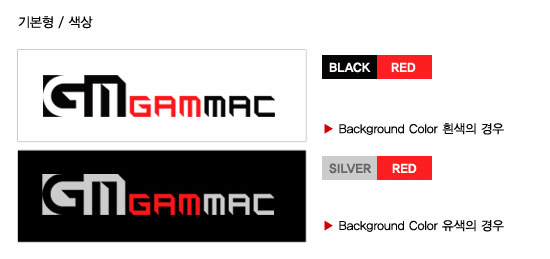 기본형 / 색상
GM GAMMAC
BLACK RED
▶ Background Color 흰색의 경우
GM GAMMAC
SILVER RED
▶ Background Color 유색의 경우